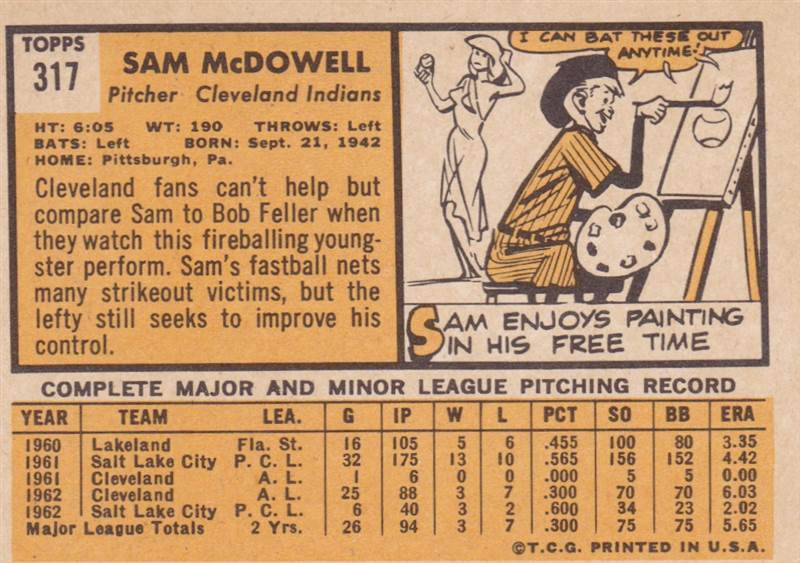 TOPPS
317
SAM McDOWELL
Pitcher Cleveland Indians
HT: 6:05 WT: 190 THROWS: Left
BATS: Left BORN: Sept. 21, 1942
HOME: Pittsburgh, Pa.
Cleveland fans can't help but
compare Sam to Bob Feller when
they watch this fireballing young-
ster perform. Sam's fastball nets
many strikeout victims, but the
lefty still seeks to improve his
control.
I CAN BAT THESE OUT
ANYTIME!
SAM ENJOYS PAINTING
IN HIS FREE TIME
COMPLETE MAJOR AND MINOR LEAGUE PITCHING RECORD
YEAR TEAM LEA. G IP W L PCT SO BB ERA
1960 Lakeland Fla. St. 16 105 5 6 .455 100 80 3.35
1961 Salt Lake City P. C. L. 32 175 13 10 .565 156 152 4.42
1961 Cleveland A. L. 1 6 0 0 .000 5 5 0.00
1962 Cleveland A. L. 25 88 3 7 .300 70 70 6.03
1962 Salt Lake City P. C. L. 6 40 3 2 .600 34 23 2.02
Major League Totals 2 Yrs. 26 94 3 7 .300 75 75 5.65
©T.C.G. PRINTED IN U.S.A.